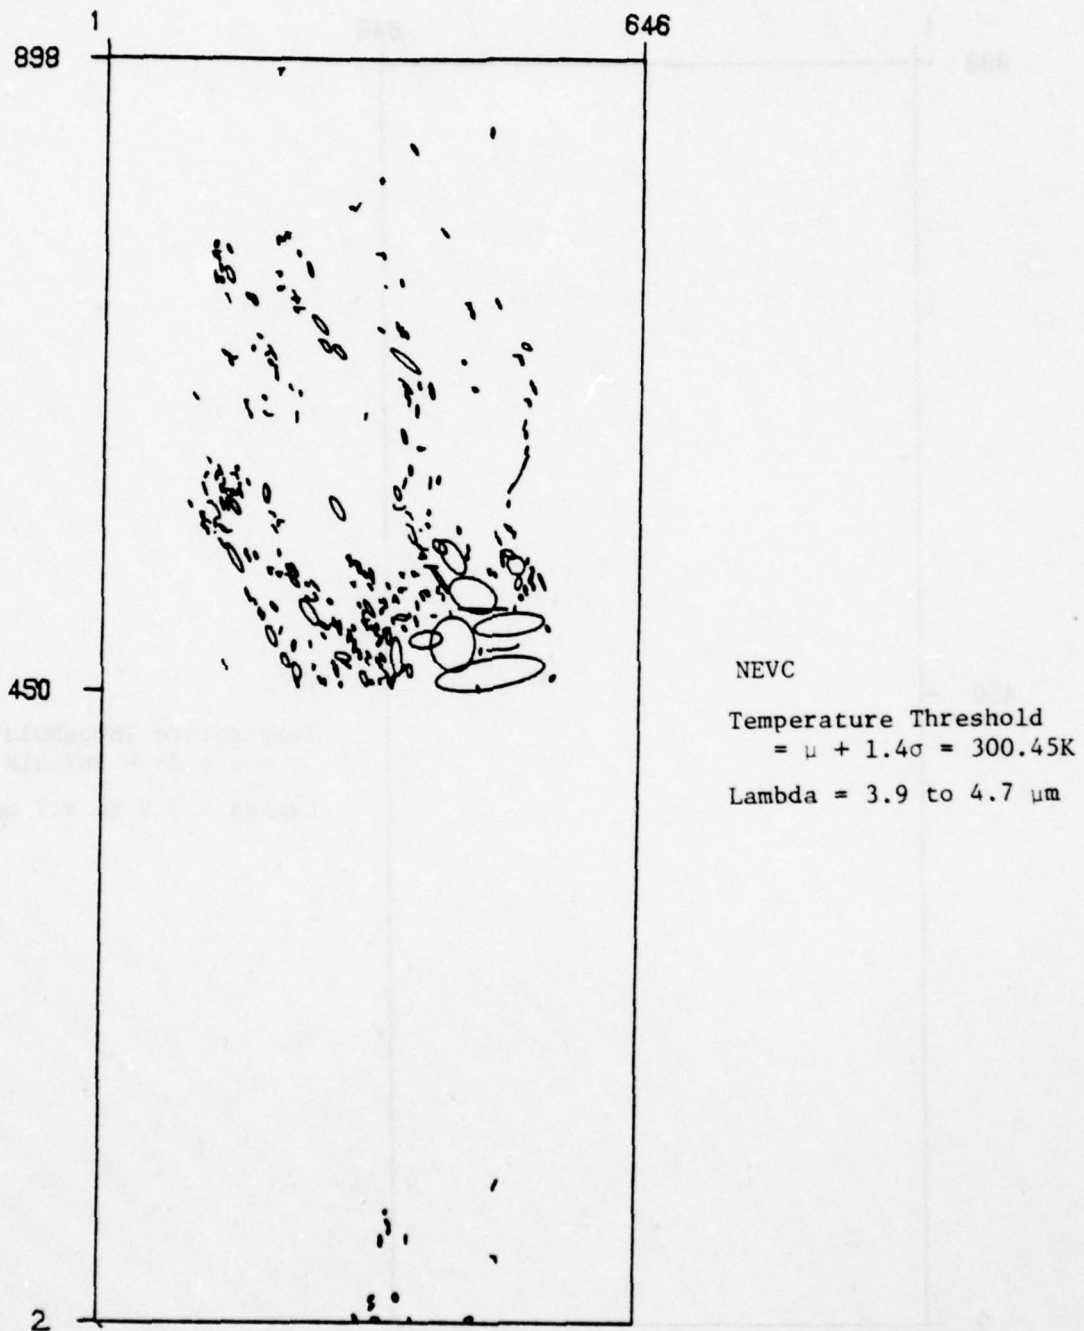 1
646
898
450
NEVC
Temperature Threshold
= μ + 1.4σ = 300.45K
Lambda = 3.9 to 4.7 μm
2